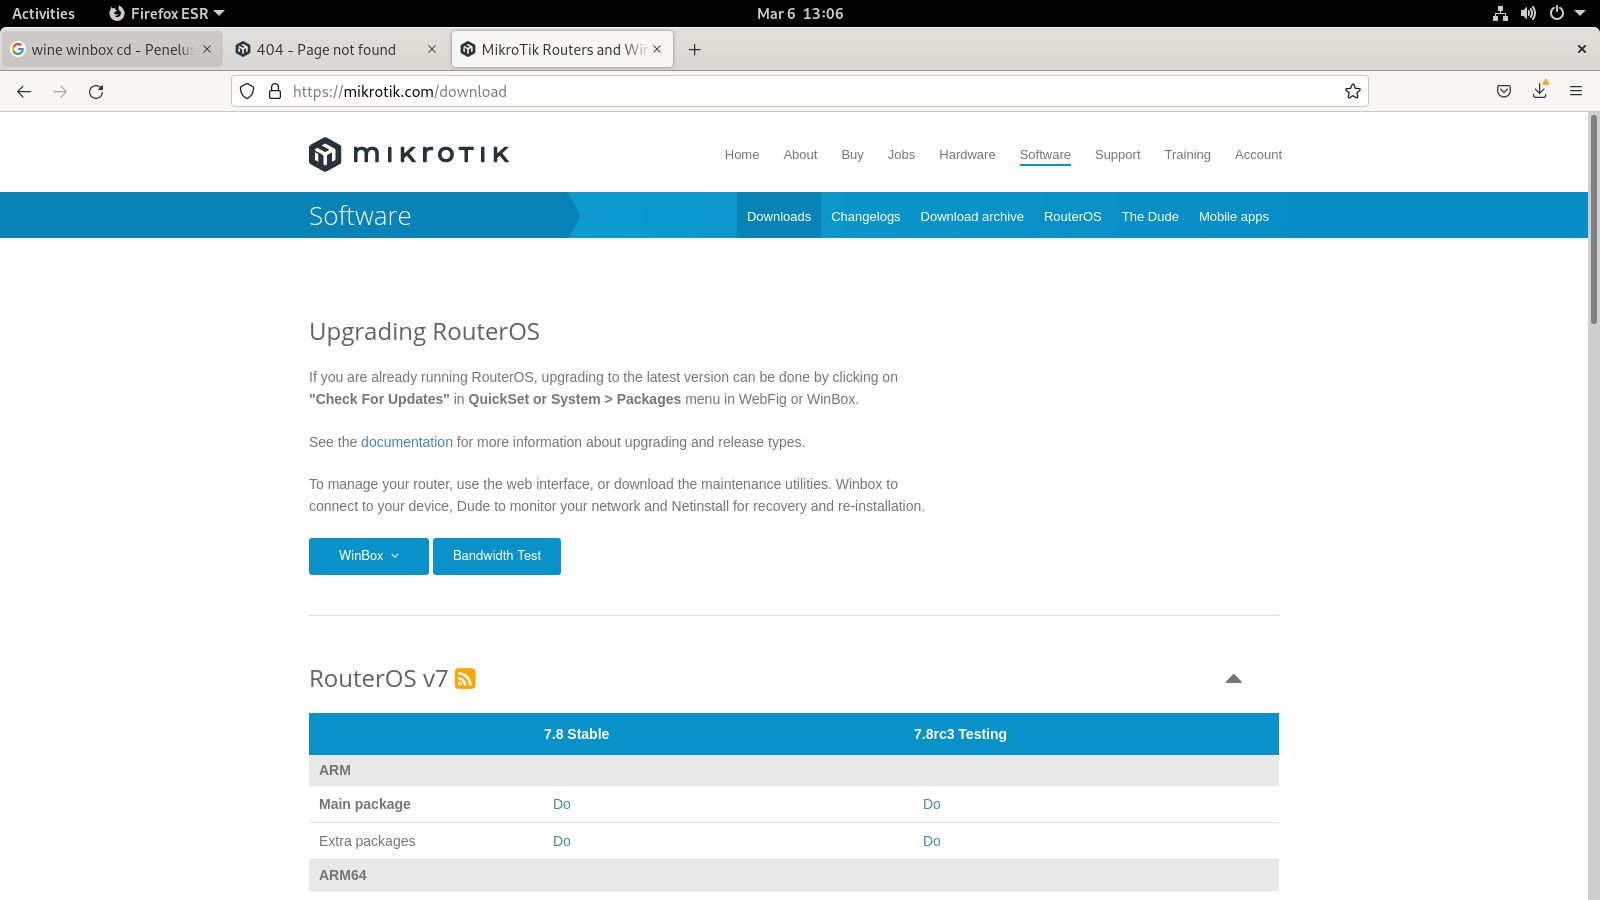 Activities
Firefox ESR
Mar 6 13:06
wine winbox cd - Penelus
404 - Page not found
MikroTik Routers and Wir
https://mikrotik.com/download
MIKROTIK
Home About Buy Jobs Hardware Software Support Training Account
Software
Downloads Changelogs Download archive RouterOS The Dude Mobile apps
Upgrading RouterOS
If you are already running RouterOS, upgrading to the latest version can be done by clicking on
"Check For Updates" in QuickSet or System > Packages menu in WebFig or WinBox.
See the documentation for more information about upgrading and release types.
To manage your router, use the web interface, or download the maintenance utilities. Winbox to
connect to your device, Dude to monitor your network and Netinstall for recovery and re-installation.
WinBox Bandwidth Test
RouterOS v7
7.8 Stable 7.8rc3 Testing
ARM
Main package Do Do
Extra packages Do Do
ARM64